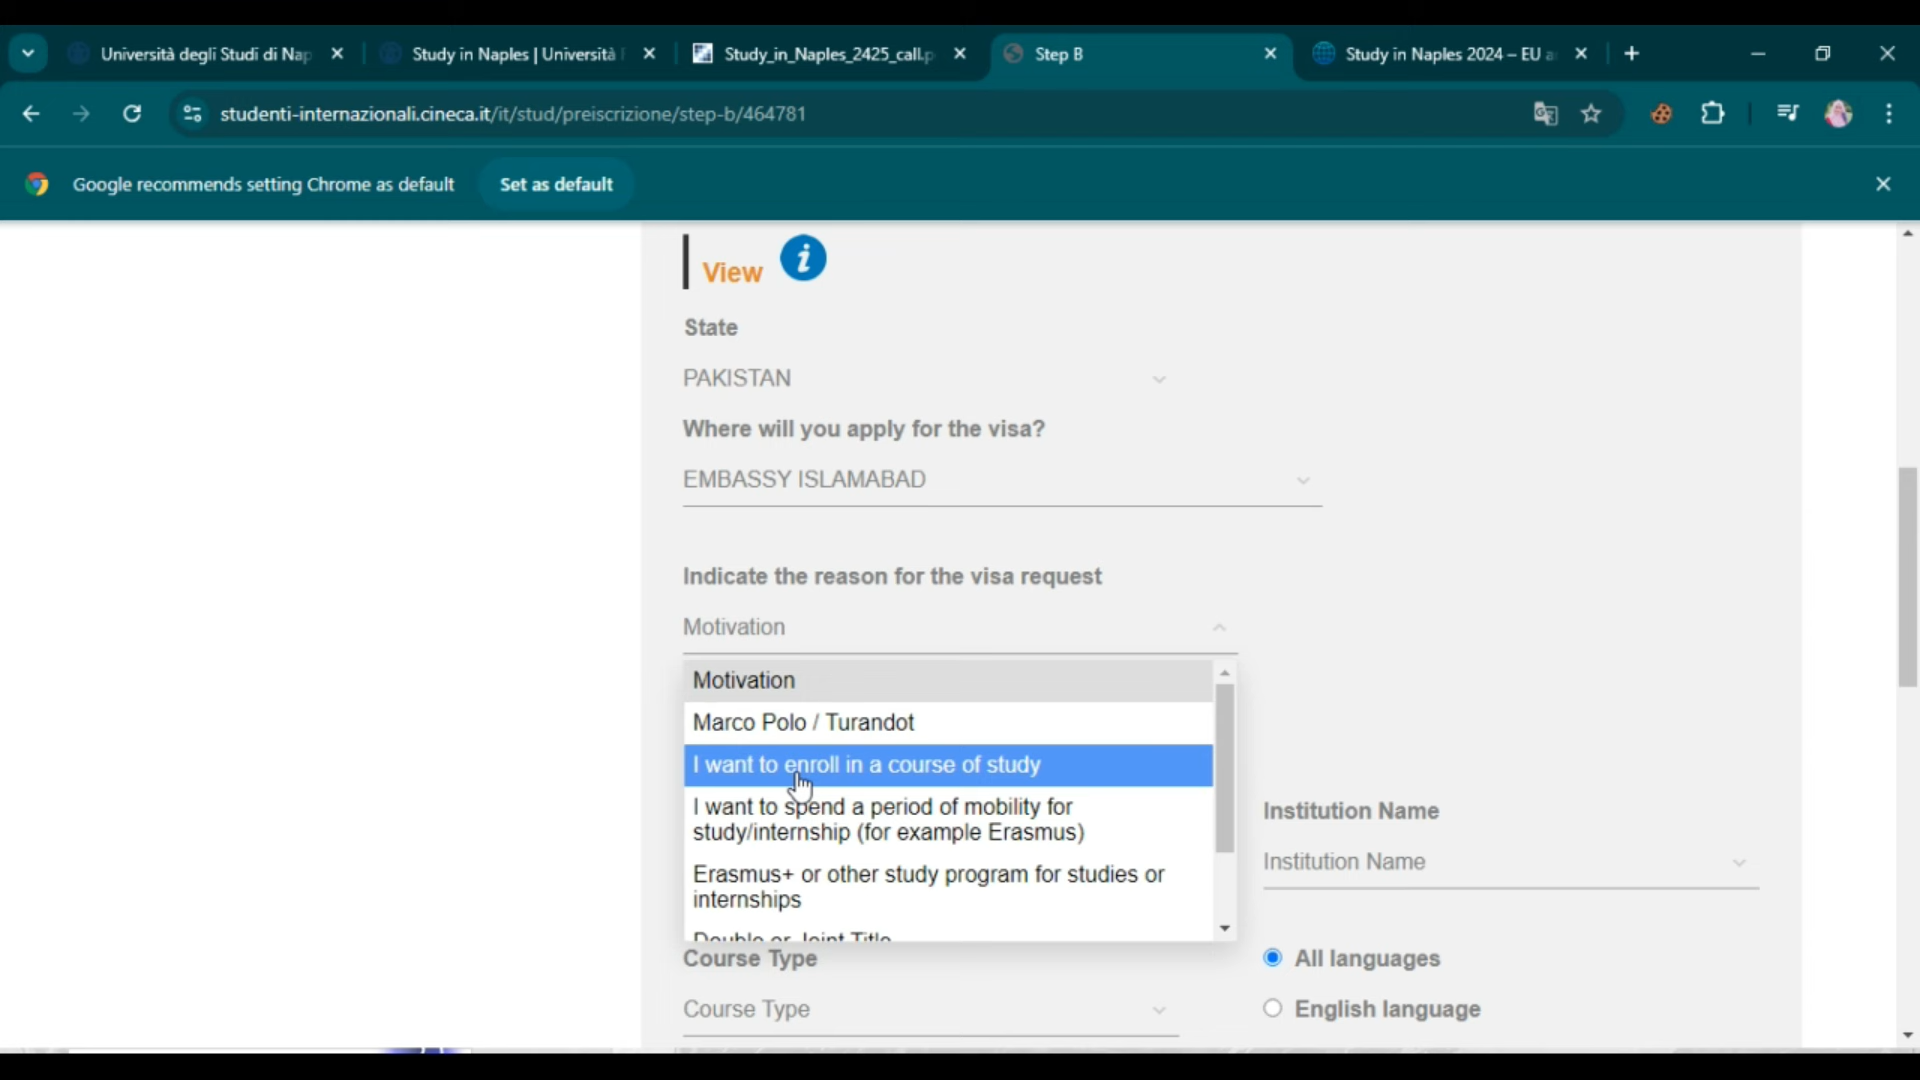 Università degli Studi di Nap
Study in Naples | Università
Study_in_Naples_2425_call.p
Step B
Study in Naples 2024 – EU a
studenti-internazionali.cineca.it/it/stud/preiscrizione/step-b/464781
Google recommends setting Chrome as default
Set as default
View
State
PAKISTAN
Where will you apply for the visa?
EMBASSY ISLAMABAD
Indicate the reason for the visa request
Motivation
Motivation
Marco Polo / Turandot
I want to enroll in a course of study
I want to spend a period of mobility for
study/internship (for example Erasmus)
Erasmus+ or other study program for studies or
internships
Double or Joint Title
Institution Name
Institution Name
Course Type
All languages
Course Type
English language